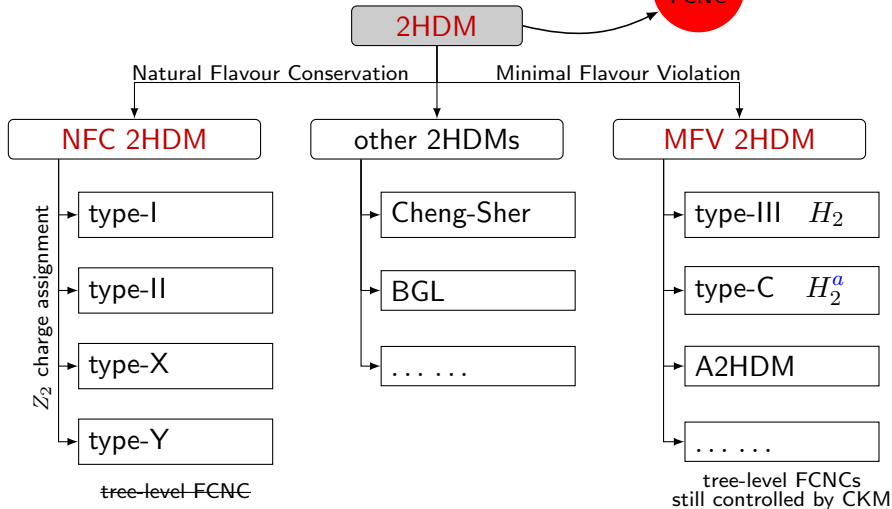 FCNC
2HDM
Natural Flavour Conservation
Minimal Flavour Violation
NFC 2HDM
other 2HDMs
MFV 2HDM
Z₂ charge assignment
type-I
type-II
type-X
type-Y
tree-level FCNC
Cheng-Sher
BGL
... ...
type-III H₂
type-C H₂ᵃ
A2HDM
... ...
tree-level FCNCs
still controlled by CKM